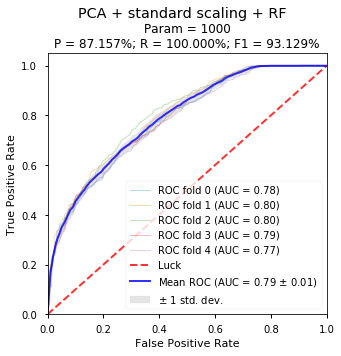 PCA + standard scaling + RF
Param = 1000
P = 87.157%; R = 100.000%; F1 = 93.129%
True Positive Rate
1.0
0.8
0.6
0.4
0.2
0.0
ROC fold 0 (AUC = 0.78)
ROC fold 1 (AUC = 0.80)
ROC fold 2 (AUC = 0.80)
ROC fold 3 (AUC = 0.79)
ROC fold 4 (AUC = 0.77)
Luck
Mean ROC (AUC = 0.79 ± 0.01)
± 1 std. dev.
0.0 0.2 0.4 0.6 0.8 1.0
False Positive Rate